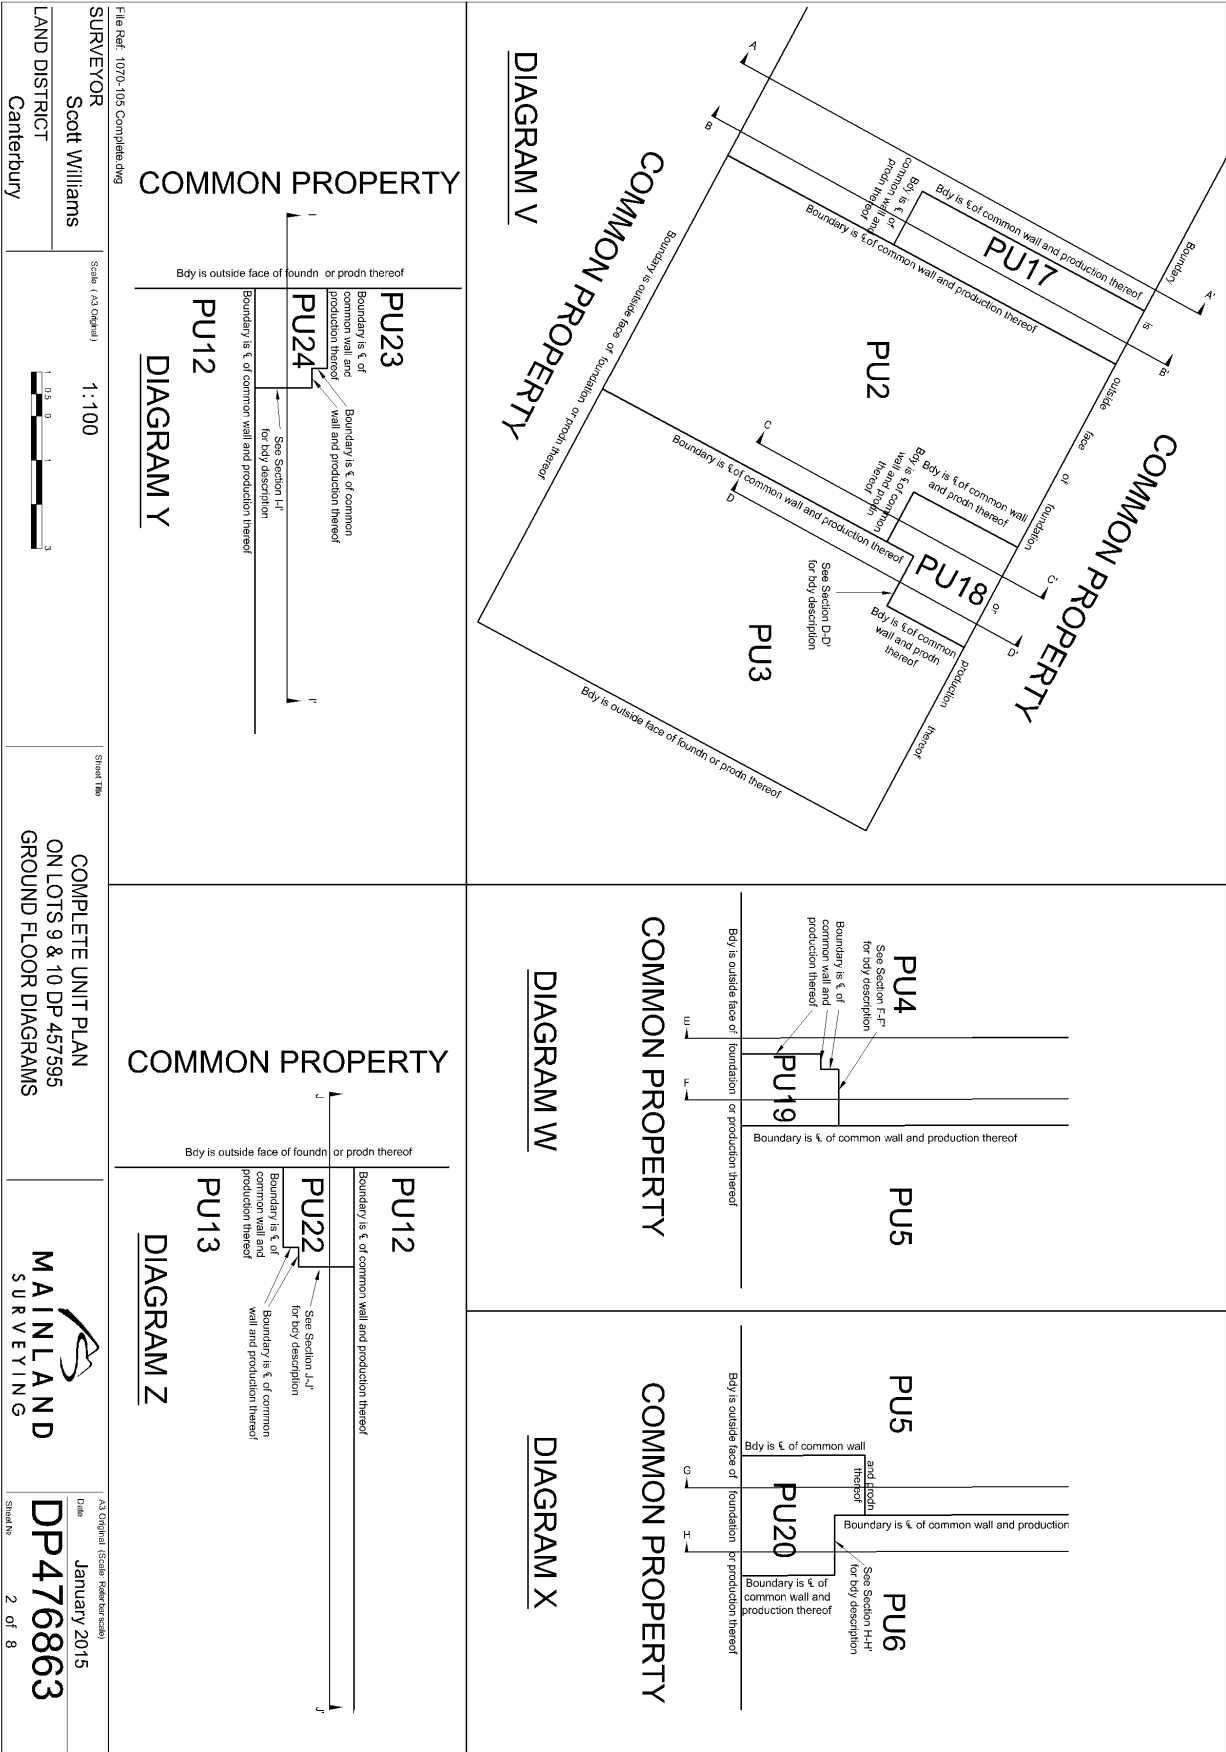 A
B
A'
B'
C
D
C'
D'
COMMON PROPERTY
COMMON PROPERTY
Boundary
is
outside
face
of
foundation
or
production
thereof
Bdy is ℄ of common wall and production thereof
PU17
Bdy is ℄ of
common wall and
prodn thereof
Boundary is ℄ of common wall and production thereof
PU2
Boundary is outside face of foundation or prodn thereof
Bdy is ℄ of common wall
and prodn thereof
Bdy is ℄ of common
wall and prodn
thereof
PU18
Boundary is ℄ of common wall and production thereof
See Section D-D'
for bdy description
Bdy is ℄ of common
wall and prodn
thereof
PU3
Bdy is outside face of foundn or prodn thereof
DIAGRAM V
PU4
See Section F-F'
for bdy description
Boundary is ℄ of
common wall and
production thereof
E
F
PU19
Boundary is ℄ of common wall and production thereof
PU5
Bdy is outside face of foundation or production thereof
COMMON PROPERTY
DIAGRAM W
PU5
Bdy is ℄ of common wall
and prodn
thereof
G
H
PU20
Boundary is ℄ of common wall and production
See Section H-H'
for bdy description
PU6
Boundary is ℄ of
common wall and
production thereof
Bdy is outside face of foundation or production thereof
COMMON PROPERTY
DIAGRAM X
COMMON PROPERTY
I
I'
Bdy is outside face of foundn or prodn thereof
PU23
Boundary is ℄ of
common wall and
production thereof
PU24
Boundary is ℄ of common
wall and production thereof
See Section I-I'
for bdy description
Boundary is ℄ of common wall and production thereof
PU12
DIAGRAM Y
COMMON PROPERTY
J
J'
Bdy is outside face of foundn or prodn thereof
PU12
Boundary is ℄ of common wall and production thereof
PU22
See Section J-J'
for bdy description
Boundary is ℄ of common
wall and production thereof
Boundary is ℄ of
common wall and
production thereof
PU13
DIAGRAM Z
File Ref: 1070-105 Complete.dwg
SURVEYOR
Scott Williams
LAND DISTRICT
Canterbury
Scale ( A3 Original )
1:100
1 0.5 0 1 3
Sheet Title
COMPLETE UNIT PLAN
ON LOTS 9 & 10 DP 457595
GROUND FLOOR DIAGRAMS
MAINLAND
SURVEYING
A3 Original (Scale: Refer bar scale)
Date
January 2015
DP476863
Sheet No
2 of 8